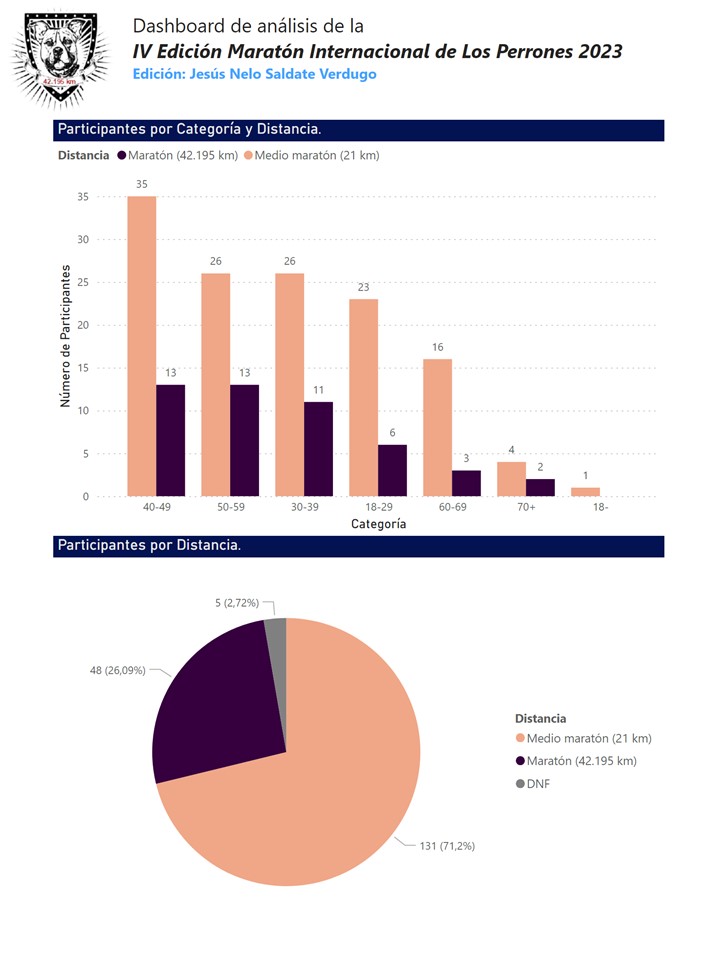 Dashboard de análisis de la
IV Edición Maratón Internacional de Los Perrones 2023
Edición: Jesús Nelo Saldate Verdugo
42.195 km
Participantes por Categoría y Distancia.
Distancia Maratón (42.195 km) Medio maratón (21 km)
Número de Participantes
35
30
25
20
15
10
5
0
35
13
26
13
26
11
23
6
16
3
4
2
1
40-49
50-59
30-39
18-29
60-69
70+
18-
Categoría
Participantes por Distancia.
5 (2,72%)
48 (26,09%)
131 (71,2%)
Distancia
Medio maratón (21 km)
Maratón (42.195 km)
DNF